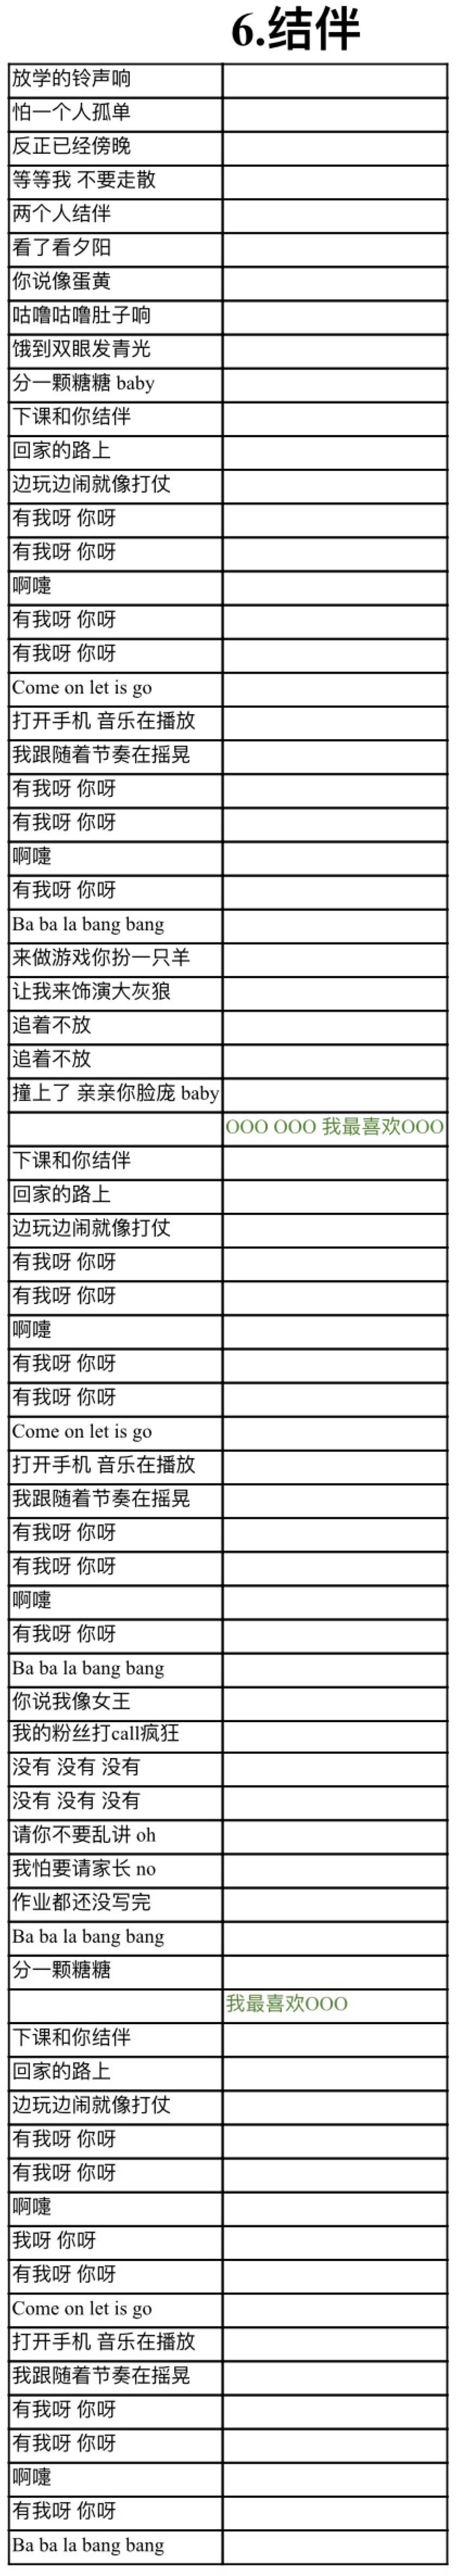 6.结伴
放学的铃声响
怕一个人孤单
反正已经傍晚
等等我 不要走散
两个人结伴
看了看夕阳
你说像蛋黄
咕噜咕噜肚子响
饿到双眼发青光
分一颗糖糖 baby
下课和你结伴
回家的路上
边玩边闹就像打仗
有我呀 你呀
有我呀 你呀
啊嚏
有我呀 你呀
有我呀 你呀
Come on let is go
打开手机 音乐在播放
我跟随着节奏在摇晃
有我呀 你呀
有我呀 你呀
啊嚏
有我呀 你呀
Ba ba la bang bang
来做游戏你扮一只羊
让我来饰演大灰狼
追着不放
追着不放
撞上了 亲亲你脸庞 baby
OOO OOO 我最喜欢OOO
下课和你结伴
回家的路上
边玩边闹就像打仗
有我呀 你呀
有我呀 你呀
啊嚏
有我呀 你呀
有我呀 你呀
Come on let is go
打开手机 音乐在播放
我跟随着节奏在摇晃
有我呀 你呀
有我呀 你呀
啊嚏
有我呀 你呀
Ba ba la bang bang
你说我像女王
我的粉丝打call疯狂
没有 没有 没有
没有 没有 没有
请你不要乱讲 oh
我怕要请家长 no
作业都还没写完
Ba ba la bang bang
分一颗糖糖
我最喜欢OOO
下课和你结伴
回家的路上
边玩边闹就像打仗
有我呀 你呀
有我呀 你呀
啊嚏
我呀 你呀
有我呀 你呀
Come on let is go
打开手机 音乐在播放
我跟随着节奏在摇晃
有我呀 你呀
有我呀 你呀
啊嚏
有我呀 你呀
Ba ba la bang bang